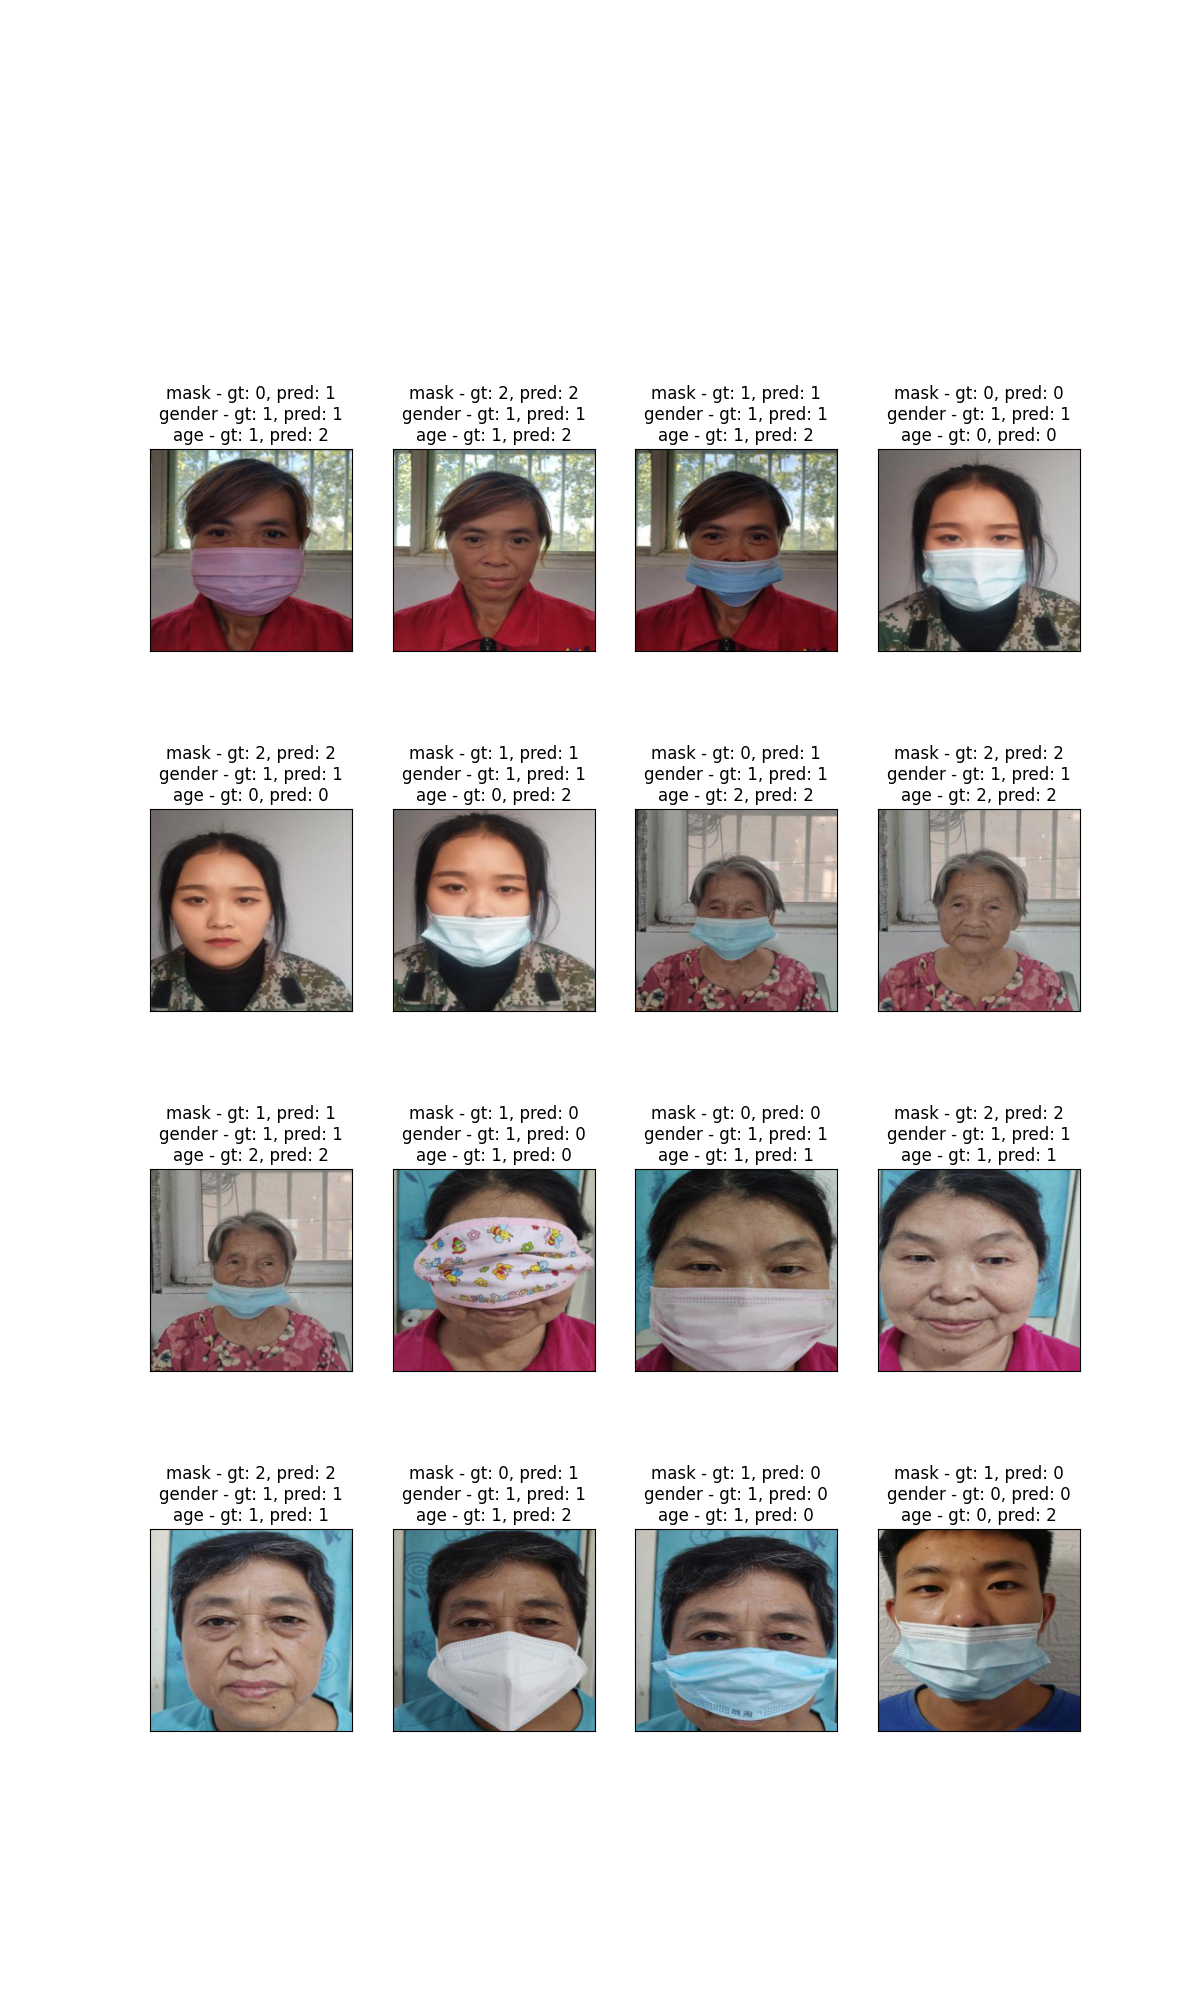 mask - gt: 0, pred: 1
gender - gt: 1, pred: 1
age - gt: 1, pred: 2
mask - gt: 2, pred: 2
gender - gt: 1, pred: 1
age - gt: 1, pred: 2
mask - gt: 1, pred: 1
gender - gt: 1, pred: 1
age - gt: 1, pred: 2
mask - gt: 0, pred: 0
gender - gt: 1, pred: 1
age - gt: 0, pred: 0
mask - gt: 2, pred: 2
gender - gt: 1, pred: 1
age - gt: 0, pred: 0
mask - gt: 1, pred: 1
gender - gt: 1, pred: 1
age - gt: 0, pred: 2
mask - gt: 0, pred: 1
gender - gt: 1, pred: 1
age - gt: 2, pred: 2
mask - gt: 2, pred: 2
gender - gt: 1, pred: 1
age - gt: 2, pred: 2
mask - gt: 1, pred: 1
gender - gt: 1, pred: 1
age - gt: 2, pred: 2
mask - gt: 1, pred: 0
gender - gt: 1, pred: 0
age - gt: 1, pred: 0
mask - gt: 0, pred: 0
gender - gt: 1, pred: 1
age - gt: 1, pred: 1
mask - gt: 2, pred: 2
gender - gt: 1, pred: 1
age - gt: 1, pred: 1
mask - gt: 2, pred: 2
gender - gt: 1, pred: 1
age - gt: 1, pred: 1
mask - gt: 0, pred: 1
gender - gt: 1, pred: 1
age - gt: 1, pred: 2
mask - gt: 1, pred: 0
gender - gt: 1, pred: 0
age - gt: 1, pred: 0
mask - gt: 1, pred: 0
gender - gt: 0, pred: 0
age - gt: 0, pred: 2